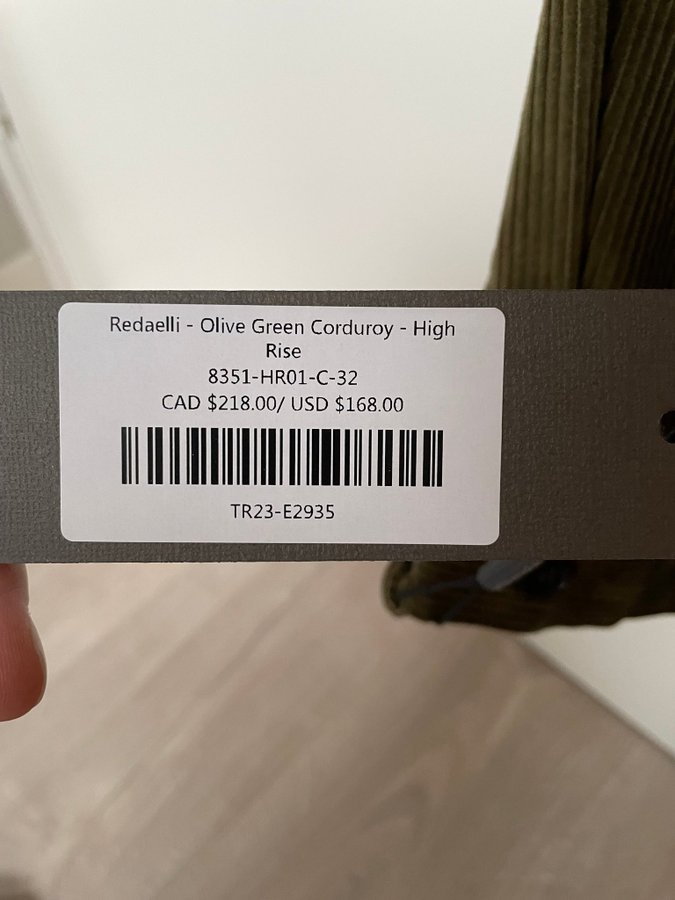 Redaelli - Olive Green Corduroy - High
Rise
8351-HR01-C-32
CAD $218.00/ USD $168.00
TR23-E2935